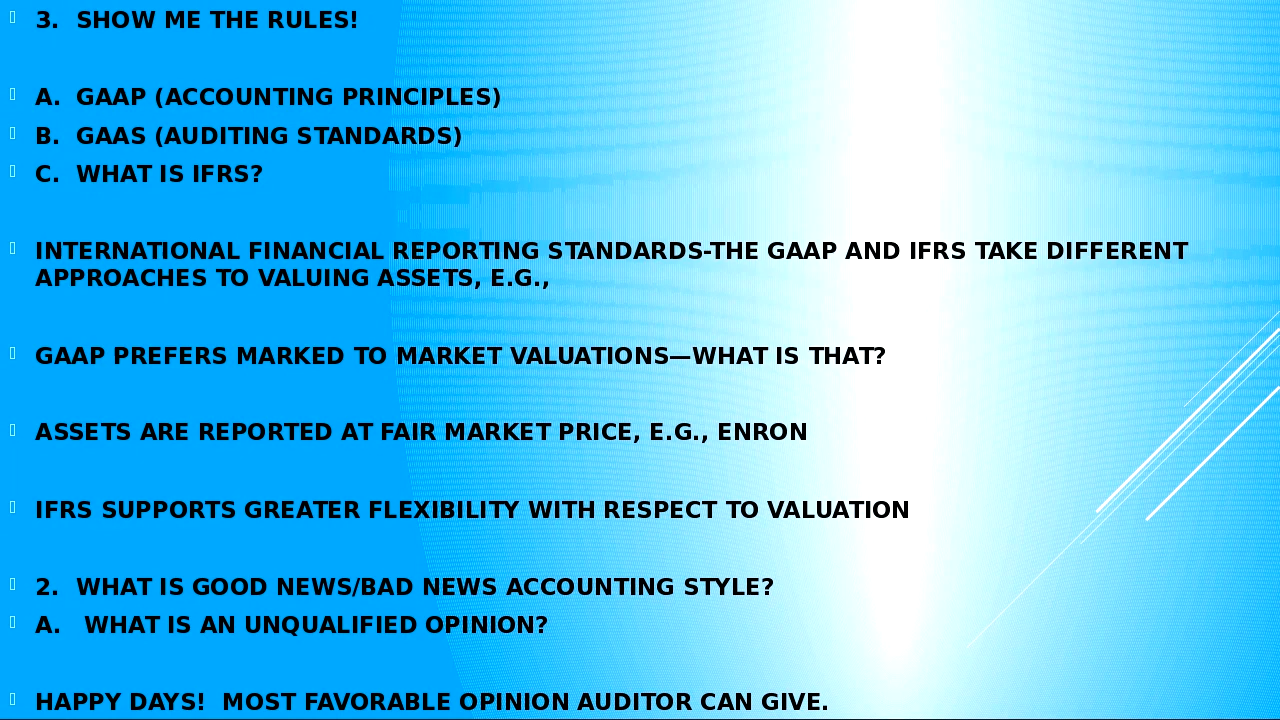 3. SHOW ME THE RULES!
A. GAAP (ACCOUNTING PRINCIPLES)
B. GAAS (AUDITING STANDARDS)
C. WHAT IS IFRS?
INTERNATIONAL FINANCIAL REPORTING STANDARDS-THE GAAP AND IFRS TAKE DIFFERENT
APPROACHES TO VALUING ASSETS, E.G.,
GAAP PREFERS MARKED TO MARKET VALUATIONS—WHAT IS THAT?
ASSETS ARE REPORTED AT FAIR MARKET PRICE, E.G., ENRON
IFRS SUPPORTS GREATER FLEXIBILITY WITH RESPECT TO VALUATION
2. WHAT IS GOOD NEWS/BAD NEWS ACCOUNTING STYLE?
A. WHAT IS AN UNQUALIFIED OPINION?
HAPPY DAYS! MOST FAVORABLE OPINION AUDITOR CAN GIVE.